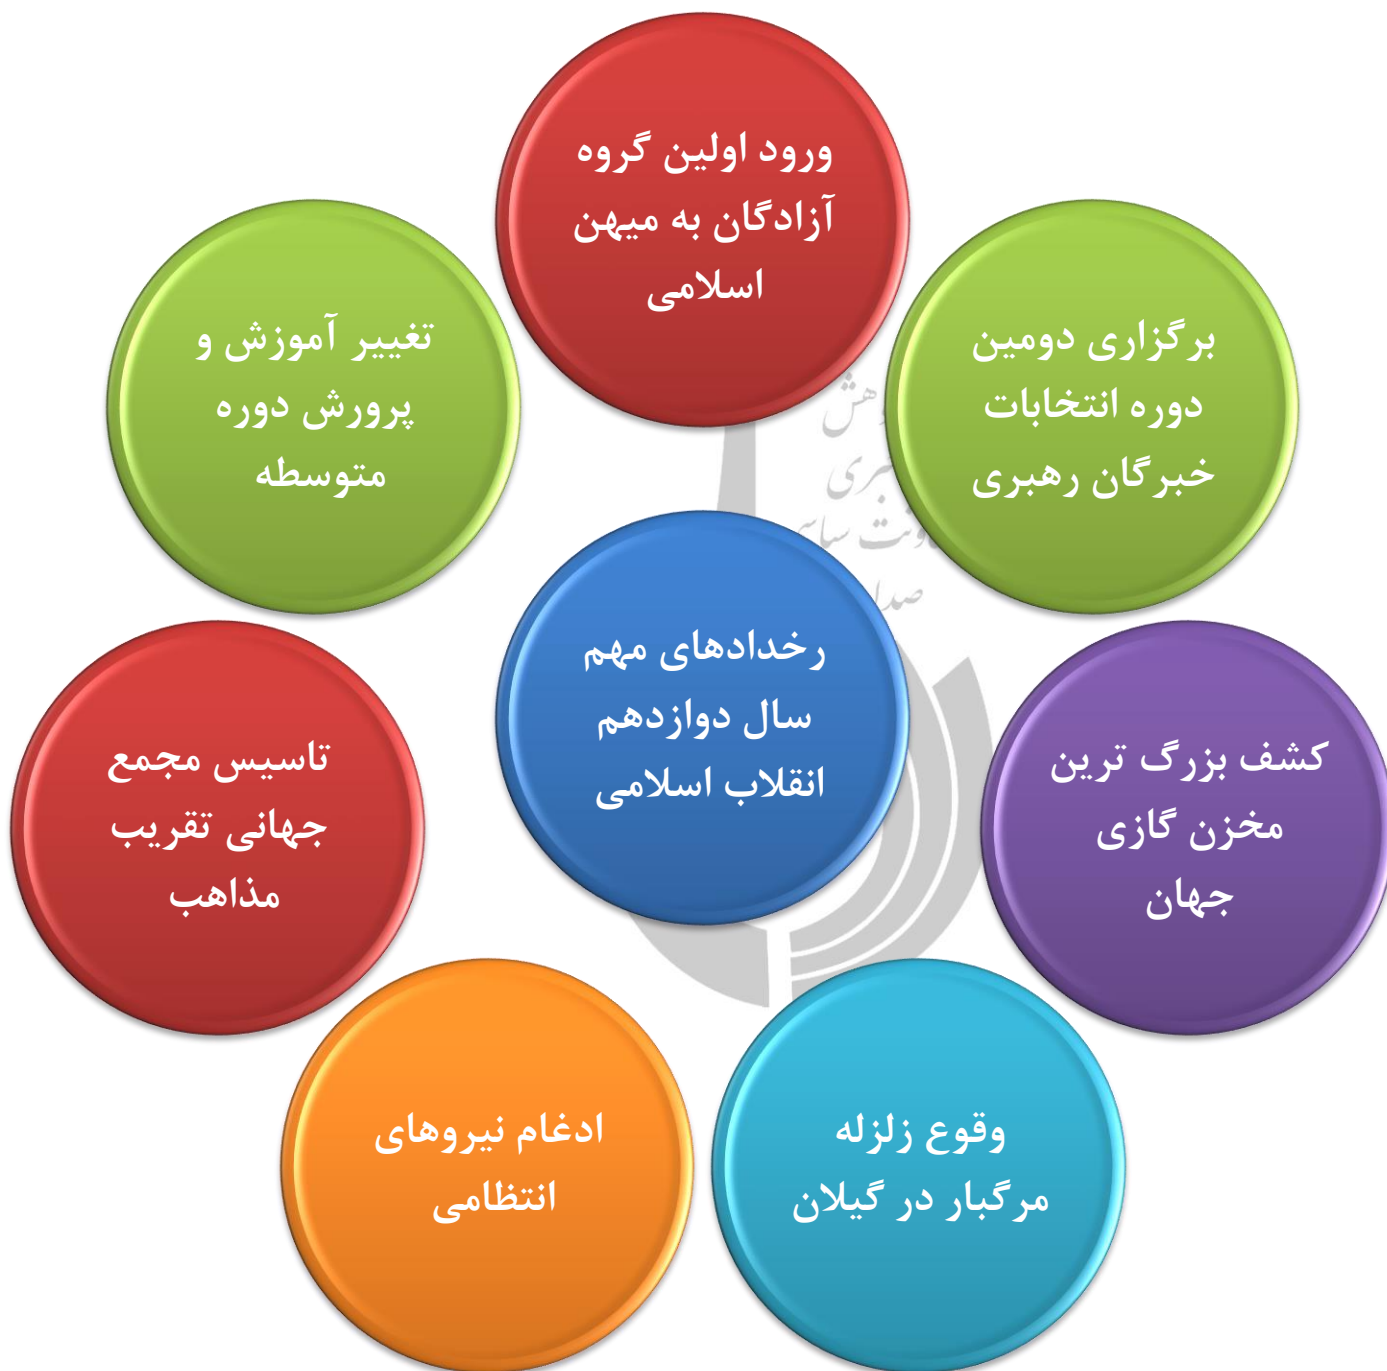 ورود اولین گروه
آزادگان به میهن
اسلامی
برگزاری دومین
دوره انتخابات
خبرگان رهبری
کشف بزرگ ترین
مخزن گازی
جهان
وقوع زلزله
مرگبار در گیلان
ادغام نیروهای
انتظامی
تاسیس مجمع
جهانی تقریب
مذاهب
تغییر آموزش و
پرورش دوره
متوسطه
رخدادهای مهم
سال دوازدهم
انقلاب اسلامی